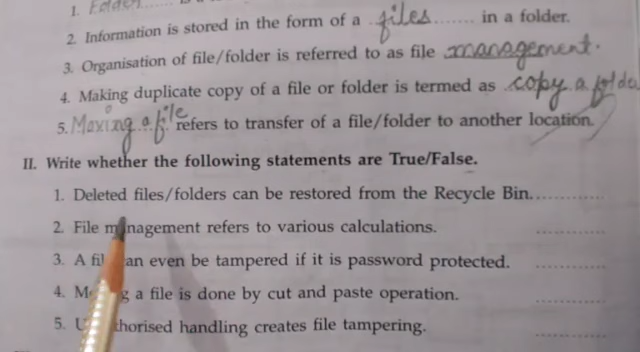 1. Folder......
2. Information is stored in the form of a ..files........ in a folder.
3. Organisation of file/folder is referred to as file management.
4. Making duplicate copy of a file or folder is termed as copy a folde
5. Moving a file refers to transfer of a file/folder to another location.
II. Write whether the following statements are True/False.
1. Deleted files/folders can be restored from the Recycle Bin..............
2. File m nagement refers to various calculations. ..............
3. A fil an even be tampered if it is password protected. ..............
4. M g a file is done by cut and paste operation. ..............
5. U thorised handling creates file tampering. ..............